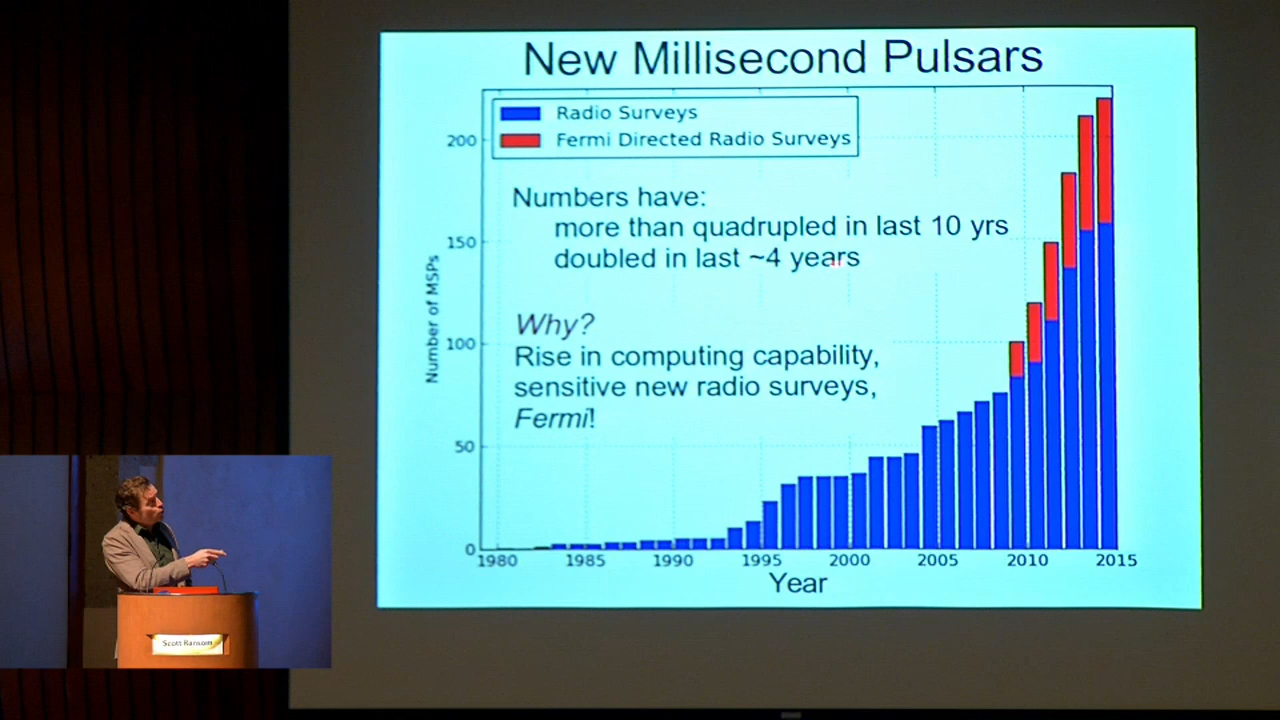 New Millisecond Pulsars
Radio Surveys
Fermi Directed Radio Surveys
Numbers have:
more than quadrupled in last 10 yrs
doubled in last ~4 years
Why?
Rise in computing capability,
sensitive new radio surveys,
Fermi!
Number of MSPs
200
150
100
50
0
1980 1985 1990 1995 2000 2005 2010 2015
Year
Scott Ransom